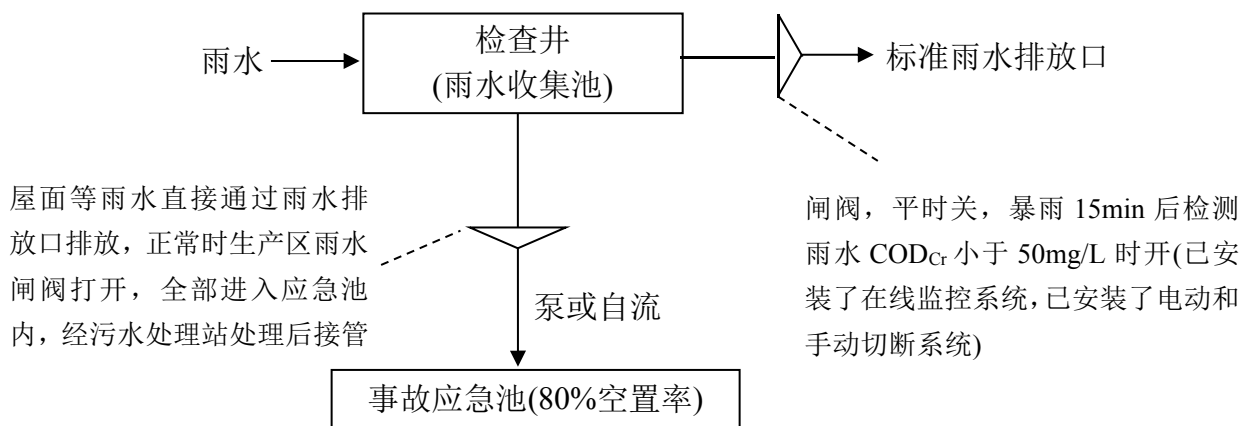 雨水
检查井
(雨水收集池)
标准雨水排放口
屋面等雨水直接通过雨水排
放口排放，正常时生产区雨水
闸阀打开，全部进入应急池
内，经污水处理站处理后接管
闸阀，平时关，暴雨 15min 后检测
雨水 CODCr 小于 50mg/L 时开(已安
装了在线监控系统,已安装了电动和
手动切断系统)
泵或自流
事故应急池(80%空置率)